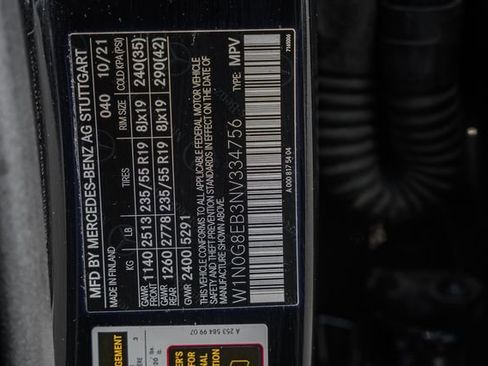 MFD BY MERCEDES-BENZ AG STUTTGART
MADE IN FINLAND 040 10/21
KG LB TIRES RIM SIZE COLD KPA(PSI)
GAWR FRONT 1140 2513 235/55 R19 8Jx19 240(35)
GAWR REAR 1260 2778 235/55 R19 8Jx19 290(42)
GVWR 2400 5291
THIS VEHICLE CONFORMS TO ALL APPLICABLE FEDERAL MOTOR VEHICLE
SAFETY AND THEFT PREVENTION STANDARDS IN EFFECT ON THE DATE OF
MANUFACTURE SHOWN ABOVE.
W1N0G8EB3NV334756 TYPE: MPV
A 000 817 54 04
A 253 584 99 07